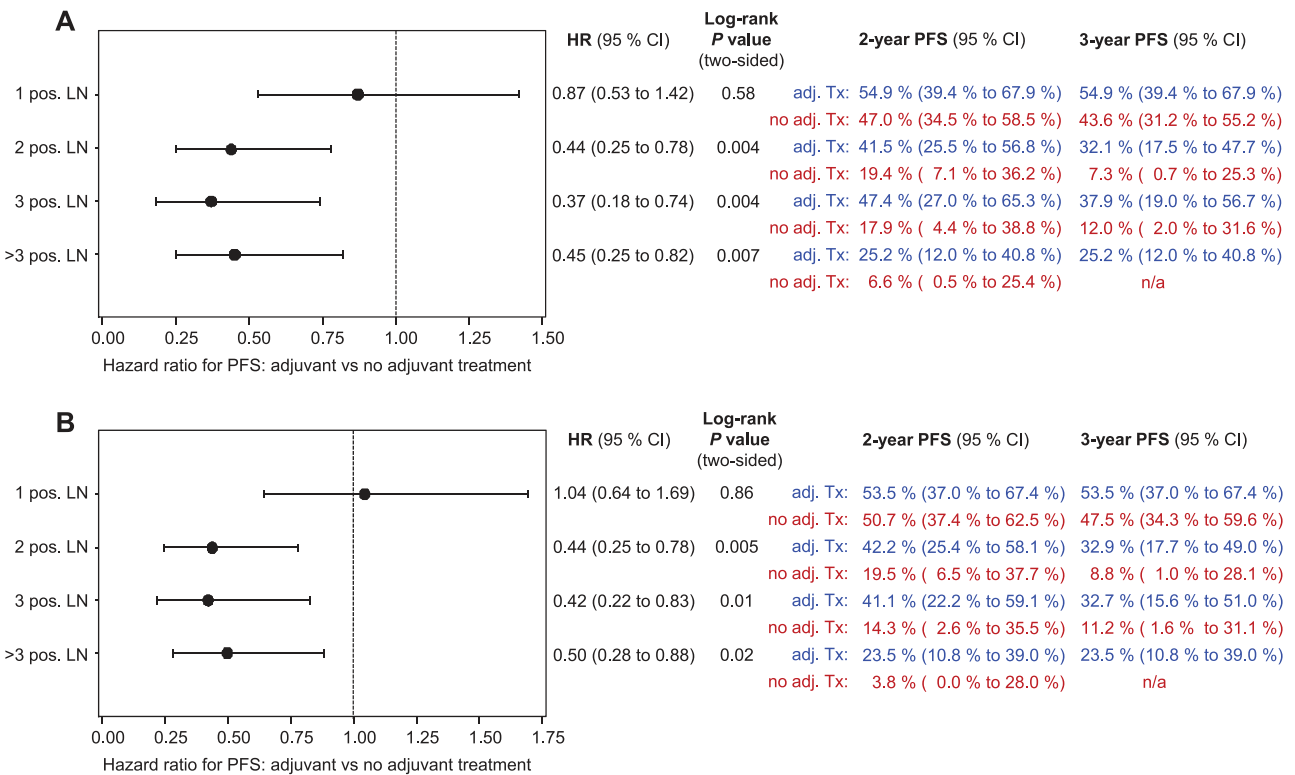 A
HR (95 % CI)
Log-rank
P value
(two-sided)
2-year PFS (95 % CI)
3-year PFS (95 % CI)
1 pos. LN
0.87 (0.53 to 1.42)
0.58
adj. Tx: 54.9 % (39.4 % to 67.9 %)
54.9 % (39.4 % to 67.9 %)
no adj. Tx: 47.0 % (34.5 % to 58.5 %)
43.6 % (31.2 % to 55.2 %)
2 pos. LN
0.44 (0.25 to 0.78)
0.004
adj. Tx: 41.5 % (25.5 % to 56.8 %)
32.1 % (17.5 % to 47.7 %)
no adj. Tx: 19.4 % ( 7.1 % to 36.2 %)
7.3 % ( 0.7 % to 25.3 %)
3 pos. LN
0.37 (0.18 to 0.74)
0.004
adj. Tx: 47.4 % (27.0 % to 65.3 %)
37.9 % (19.0 % to 56.7 %)
no adj. Tx: 17.9 % ( 4.4 % to 38.8 %)
12.0 % ( 2.0 % to 31.6 %)
>3 pos. LN
0.45 (0.25 to 0.82)
0.007
adj. Tx: 25.2 % (12.0 % to 40.8 %)
25.2 % (12.0 % to 40.8 %)
no adj. Tx: 6.6 % ( 0.5 % to 25.4 %)
n/a
0.00 0.25 0.50 0.75 1.00 1.25 1.50
Hazard ratio for PFS: adjuvant vs no adjuvant treatment
B
HR (95 % CI)
Log-rank
P value
(two-sided)
2-year PFS (95 % CI)
3-year PFS (95 % CI)
1 pos. LN
1.04 (0.64 to 1.69)
0.86
adj. Tx: 53.5 % (37.0 % to 67.4 %)
53.5 % (37.0 % to 67.4 %)
no adj. Tx: 50.7 % (37.4 % to 62.5 %)
47.5 % (34.3 % to 59.6 %)
2 pos. LN
0.44 (0.25 to 0.78)
0.005
adj. Tx: 42.2 % (25.4 % to 58.1 %)
32.9 % (17.7 % to 49.0 %)
no adj. Tx: 19.5 % ( 6.5 % to 37.7 %)
8.8 % ( 1.0 % to 28.1 %)
3 pos. LN
0.42 (0.22 to 0.83)
0.01
adj. Tx: 41.1 % (22.2 % to 59.1 %)
32.7 % (15.6 % to 51.0 %)
no adj. Tx: 14.3 % ( 2.6 % to 35.5 %)
11.2 % ( 1.6 % to 31.1 %)
>3 pos. LN
0.50 (0.28 to 0.88)
0.02
adj. Tx: 23.5 % (10.8 % to 39.0 %)
23.5 % (10.8 % to 39.0 %)
no adj. Tx: 3.8 % ( 0.0 % to 28.0 %)
n/a
0.00 0.25 0.50 0.75 1.00 1.25 1.50 1.75
Hazard ratio for PFS: adjuvant vs no adjuvant treatment